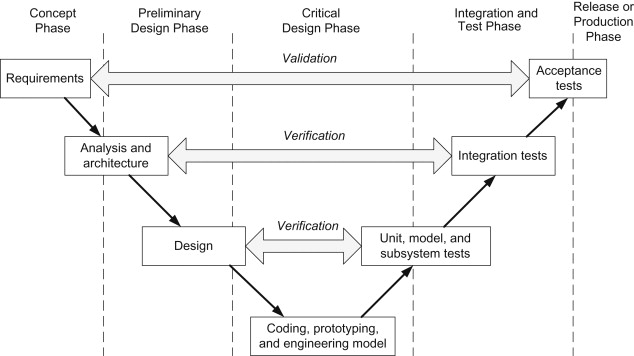 Concept
Phase
Preliminary
Design Phase
Critical
Design Phase
Integration and
Test Phase
Release or
Production
Phase
Validation
Requirements
Acceptance
tests
Verification
Analysis and
architecture
Integration tests
Verification
Design
Unit, model, and
subsystem tests
Coding, prototyping,
and engineering model